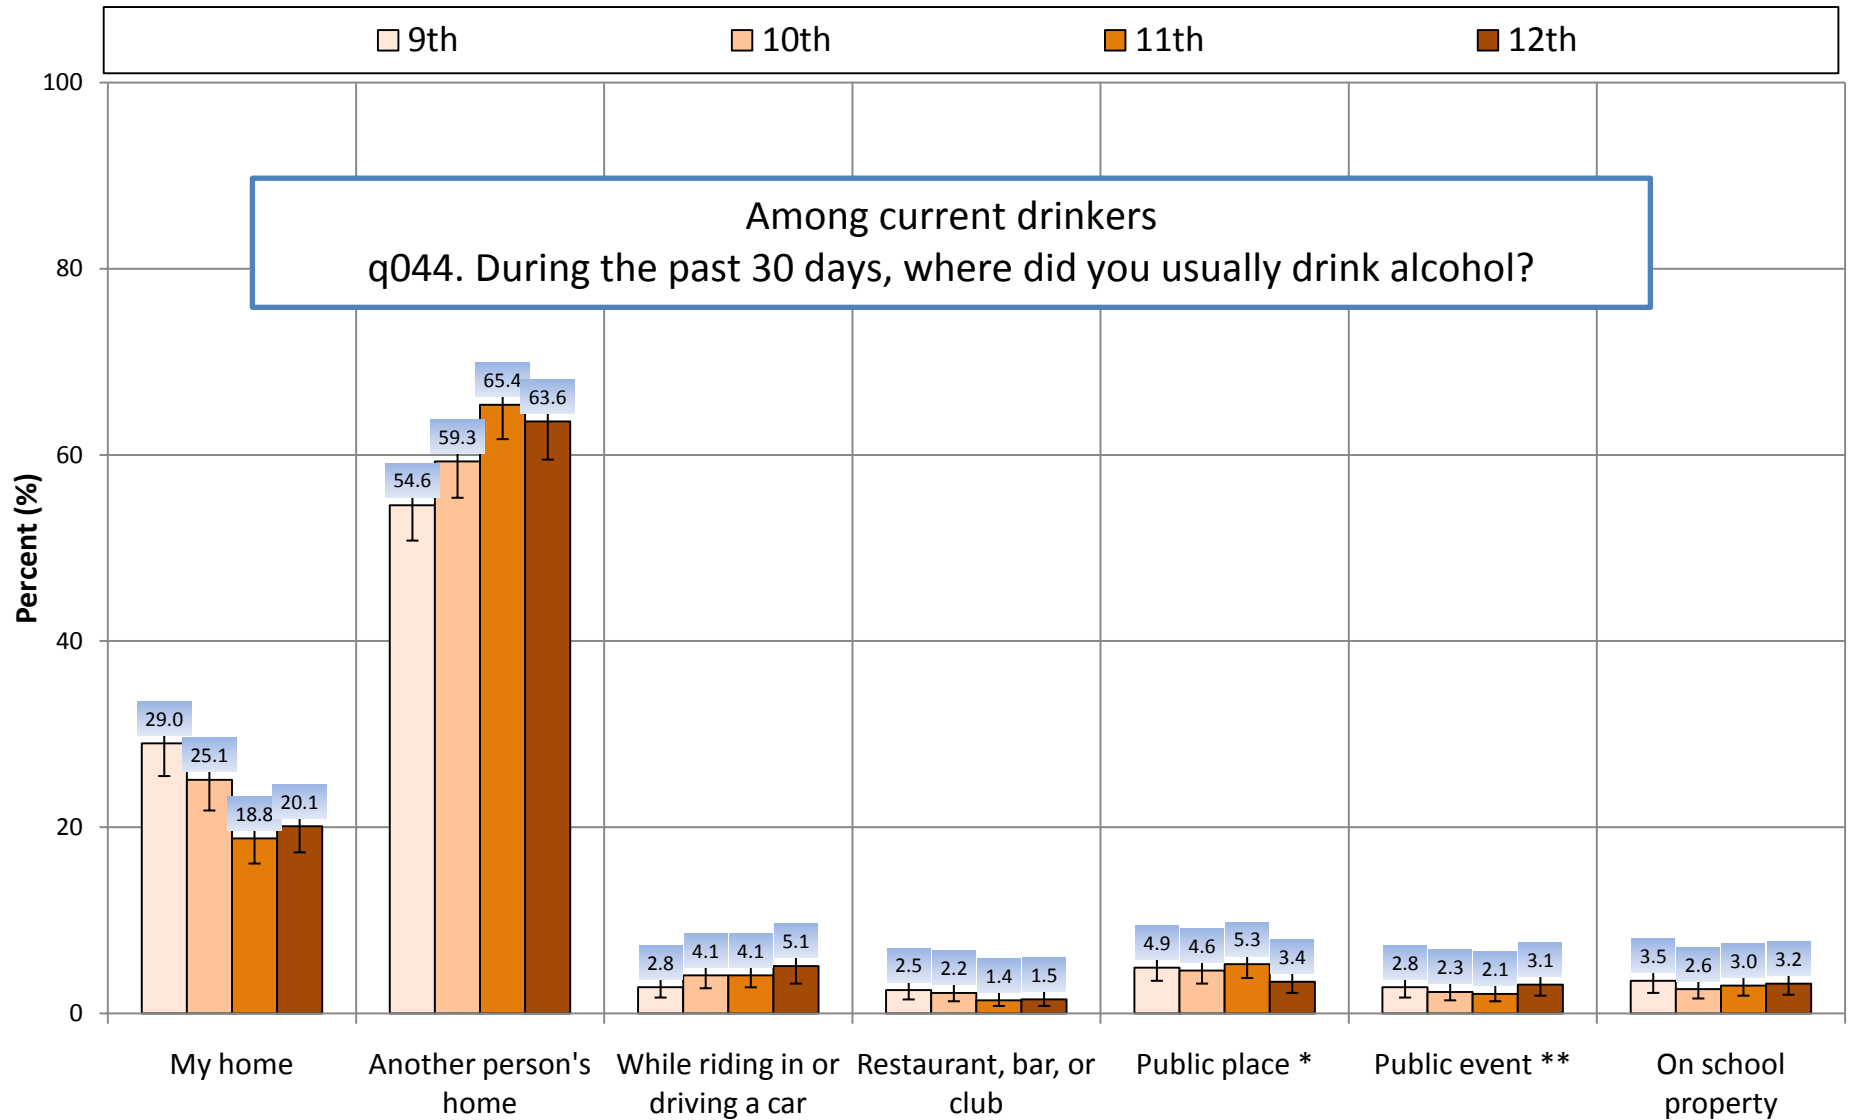 9th 10th 11th 12th
Among current drinkers
q044. During the past 30 days, where did you usually drink alcohol?
Percent (%)
100
80
60
40
20
0
29.0 25.1 18.8 20.1
54.6 59.3 65.4 63.6
2.8 4.1 4.1 5.1
2.5 2.2 1.4 1.5
4.9 4.6 5.3 3.4
2.8 2.3 2.1 3.1
3.5 2.6 3.0 3.2
My home
Another person's
home
While riding in or
driving a car
Restaurant, bar, or
club
Public place *
Public event **
On school
property